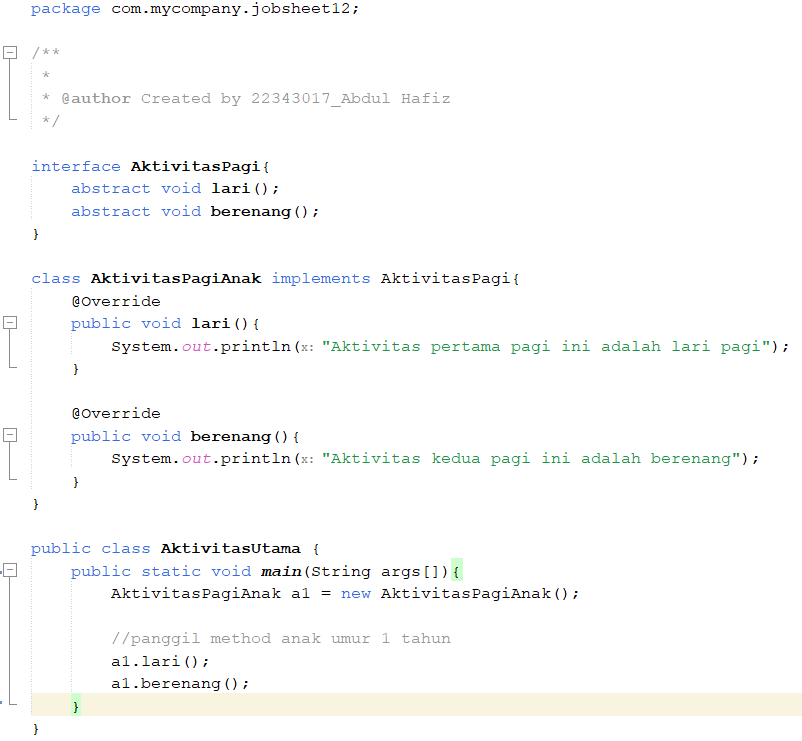 package com.mycompany.jobsheet12;
/**
 *
 * @author Created by 22343017_Abdul Hafiz
 */
interface AktivitasPagi{
    abstract void lari();
    abstract void berenang();
}
class AktivitasPagiAnak implements AktivitasPagi{
    @Override
    public void lari(){
        System.out.println(x: "Aktivitas pertama pagi ini adalah lari pagi");
    }
    @Override
    public void berenang(){
        System.out.println(x: "Aktivitas kedua pagi ini adalah berenang");
    }
}
public class AktivitasUtama {
    public static void main(String args[]){
        AktivitasPagiAnak a1 = new AktivitasPagiAnak();
        //panggil method anak umur 1 tahun
        a1.lari();
        a1.berenang();
    }
}